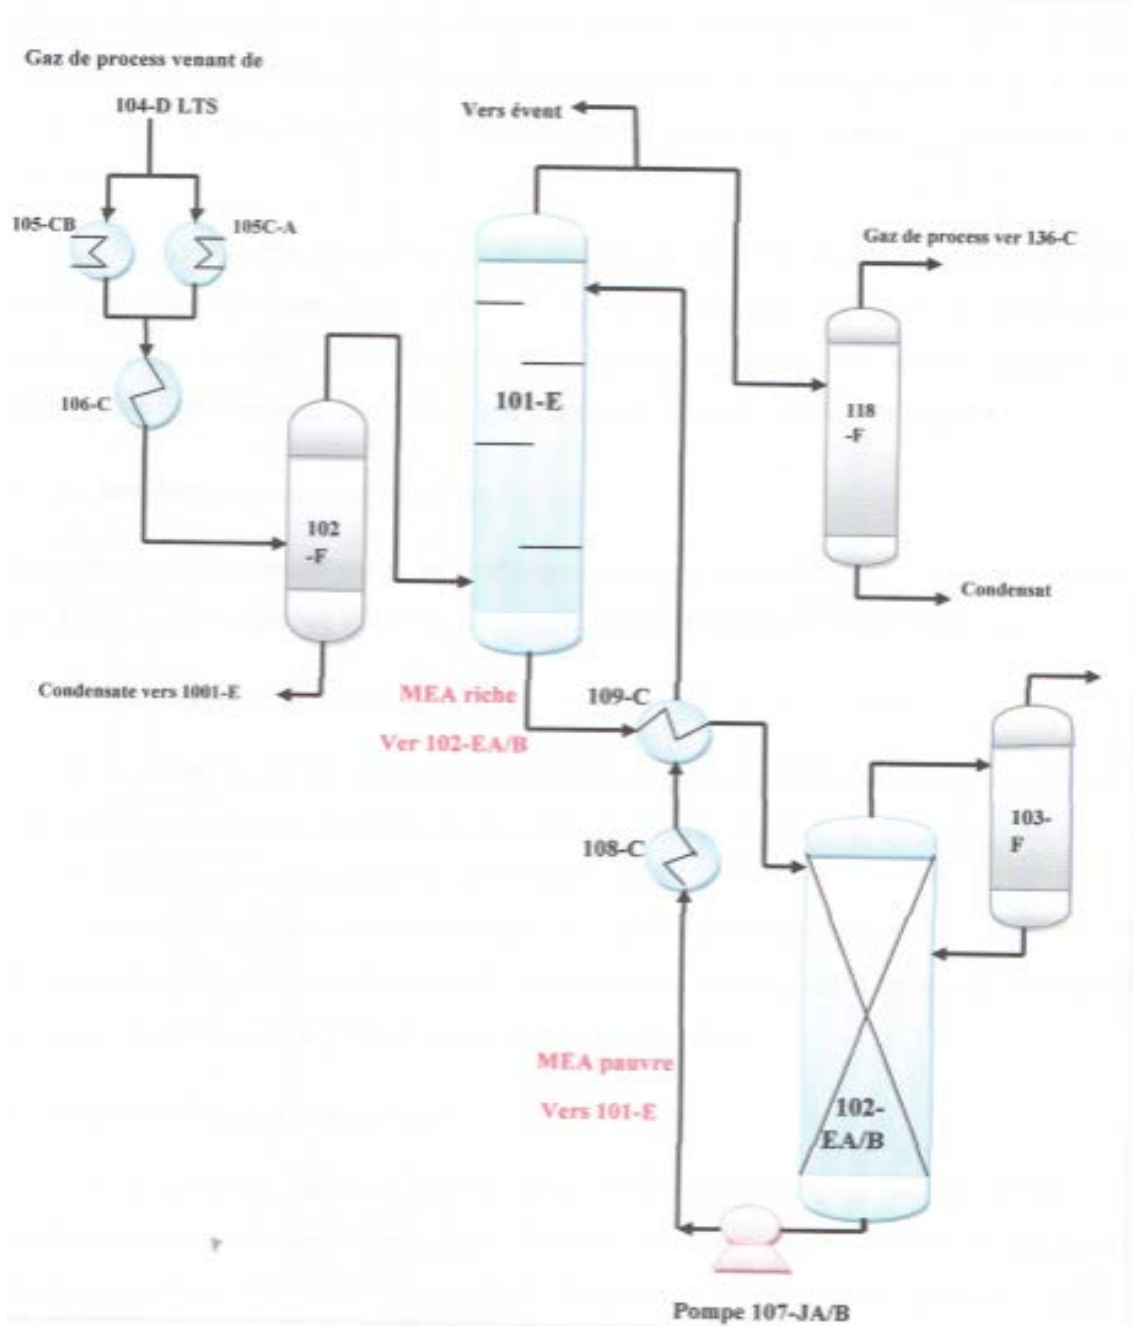 Gaz de process venant de
104-D LTS
Vers évent
105-CB
105C-A
Gaz de process ver 136-C
106-C
101-E
118
-F
102
-F
Condensat
Condensate vers 1001-E
MEA riche
109-C
Ver 102-EA/B
103-
F
108-C
MEA pauvre
Vers 101-E
102-
EA/B
Pompe 107-JA/B